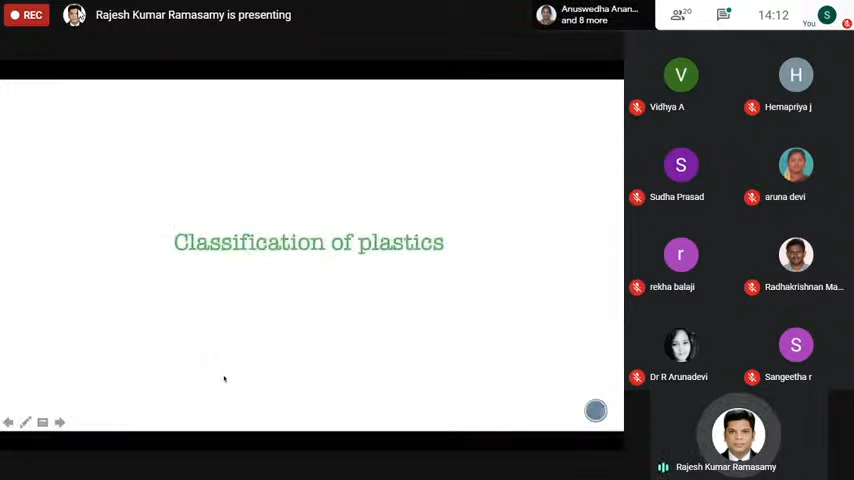 REC
Rajesh Kumar Ramasamy is presenting
Anuswedha Anan...
and 8 more
20
14:12
You
S
Classification of plastics
V
H
Vidhya A
Hemapriya j
S
Sudha Prasad
aruna devi
r
rekha balaji
Radhakrishnan Ma...
S
Dr R Arunadevi
Sangeetha r
Rajesh Kumar Ramasamy